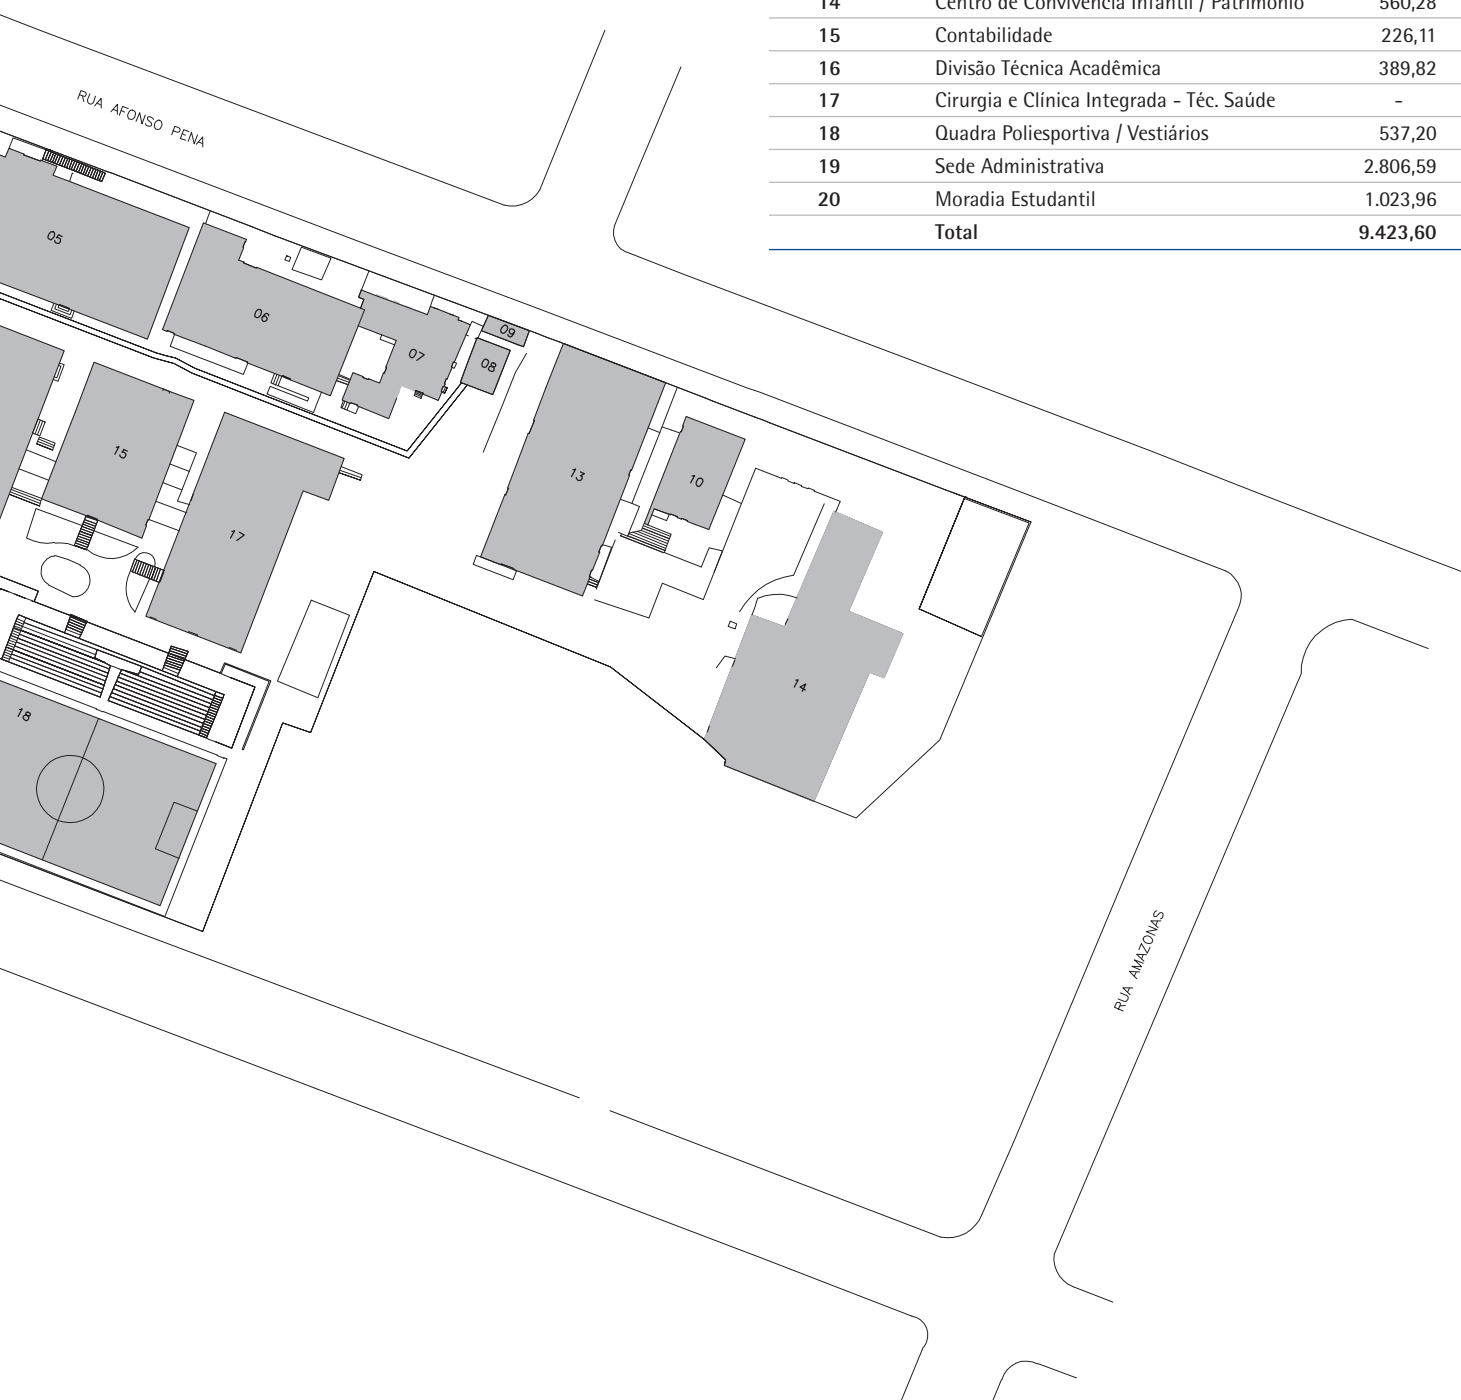 14 Centro de Convivência Infantil / Patrimônio 560,28
15 Contabilidade 226,11
16 Divisão Técnica Acadêmica 389,82
17 Cirurgia e Clínica Integrada - Téc. Saúde -
18 Quadra Poliesportiva / Vestiários 537,20
19 Sede Administrativa 2.806,59
20 Moradia Estudantil 1.023,96
Total 9.423,60
RUA AFONSO PENA
05
06
07
09
08
15
17
13
10
14
18
RUA AMAZONAS